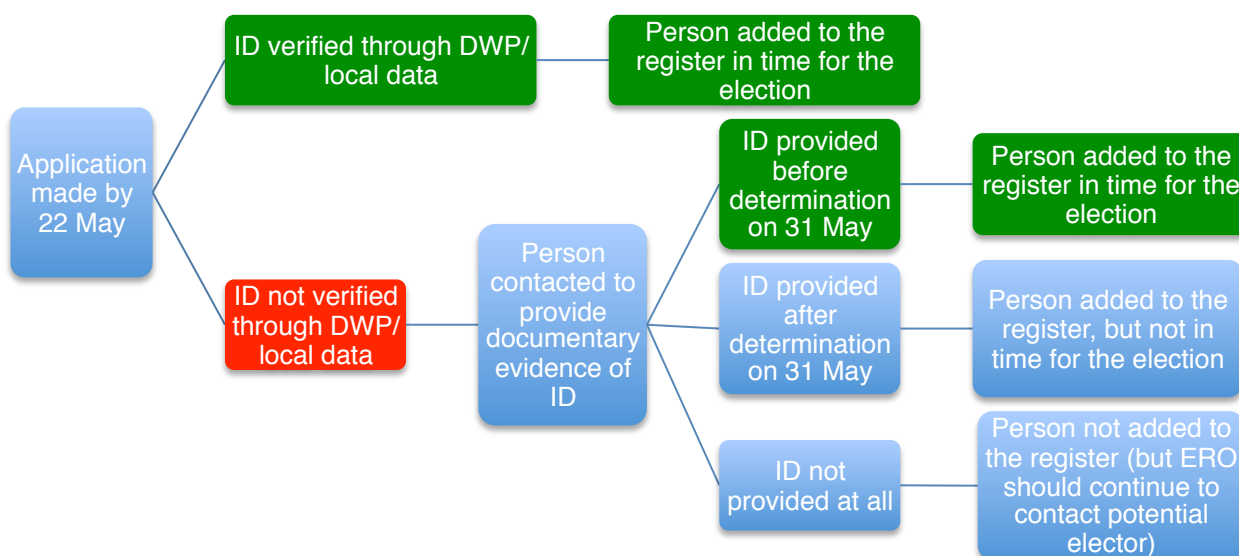 Application
made by
22 May
ID verified through DWP/
local data
Person added to the
register in time for the
election
ID not verified
through DWP/
local data
Person
contacted to
provide
documentary
evidence of
ID
ID provided
before
determination
on 31 May
Person added to the
register in time for the
election
ID provided
after
determination
on 31 May
Person added to the
register, but not in
time for the election
ID not
provided at all
Person not added to
the register (but ERO
should continue to
contact potential
elector)